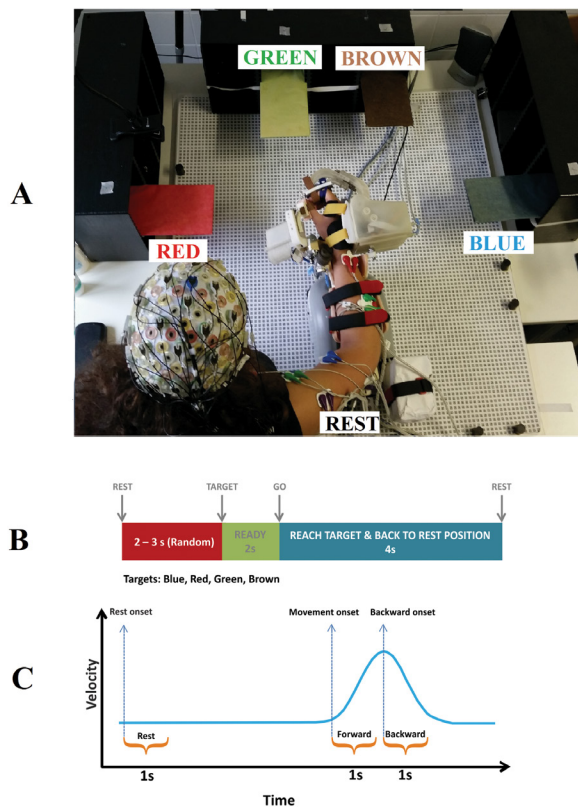 A
GREEN BROWN
RED
BLUE
REST
B
REST TARGET GO REST
2 – 3 s (Random)
READY
2s
REACH TARGET & BACK TO REST POSITION
4s
Targets: Blue, Red, Green, Brown
C
Rest onset Movement onset Backward onset
Velocity
Rest Forward Backward
1s 1s 1s
Time